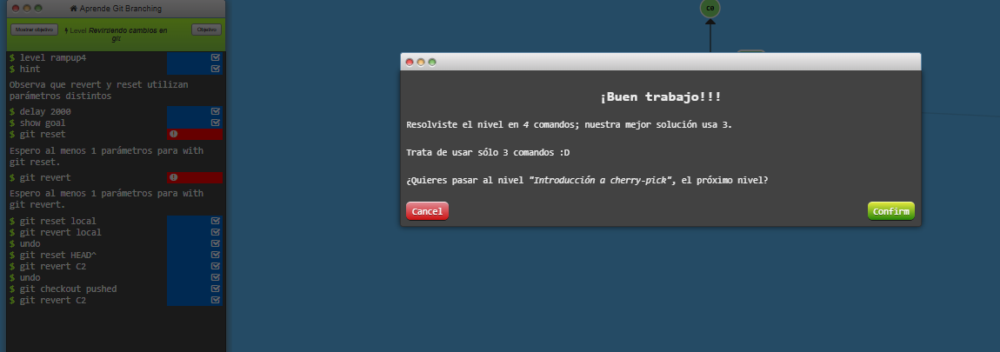 Aprende Git Branching
Mostrar objetivo
Level Revirtiendo cambios en
git
Objetivo
$ level rampup4
$ hint
Observa que revert y reset utilizan
parámetros distintos
$ delay 2000
$ show goal
$ git reset
Espero al menos 1 parámetros para with
git reset.
$ git revert
Espero al menos 1 parámetros para with
git revert.
$ git reset local
$ git revert local
$ undo
$ git reset HEAD^
$ git revert C2
$ undo
$ git checkout pushed
$ git revert C2
C0
¡Buen trabajo!!!
Resolviste el nivel en 4 comandos; nuestra mejor solución usa 3.
Trata de usar sólo 3 comandos :D
¿Quieres pasar al nivel "Introducción a cherry-pick", el próximo nivel?
Cancel
Confirm